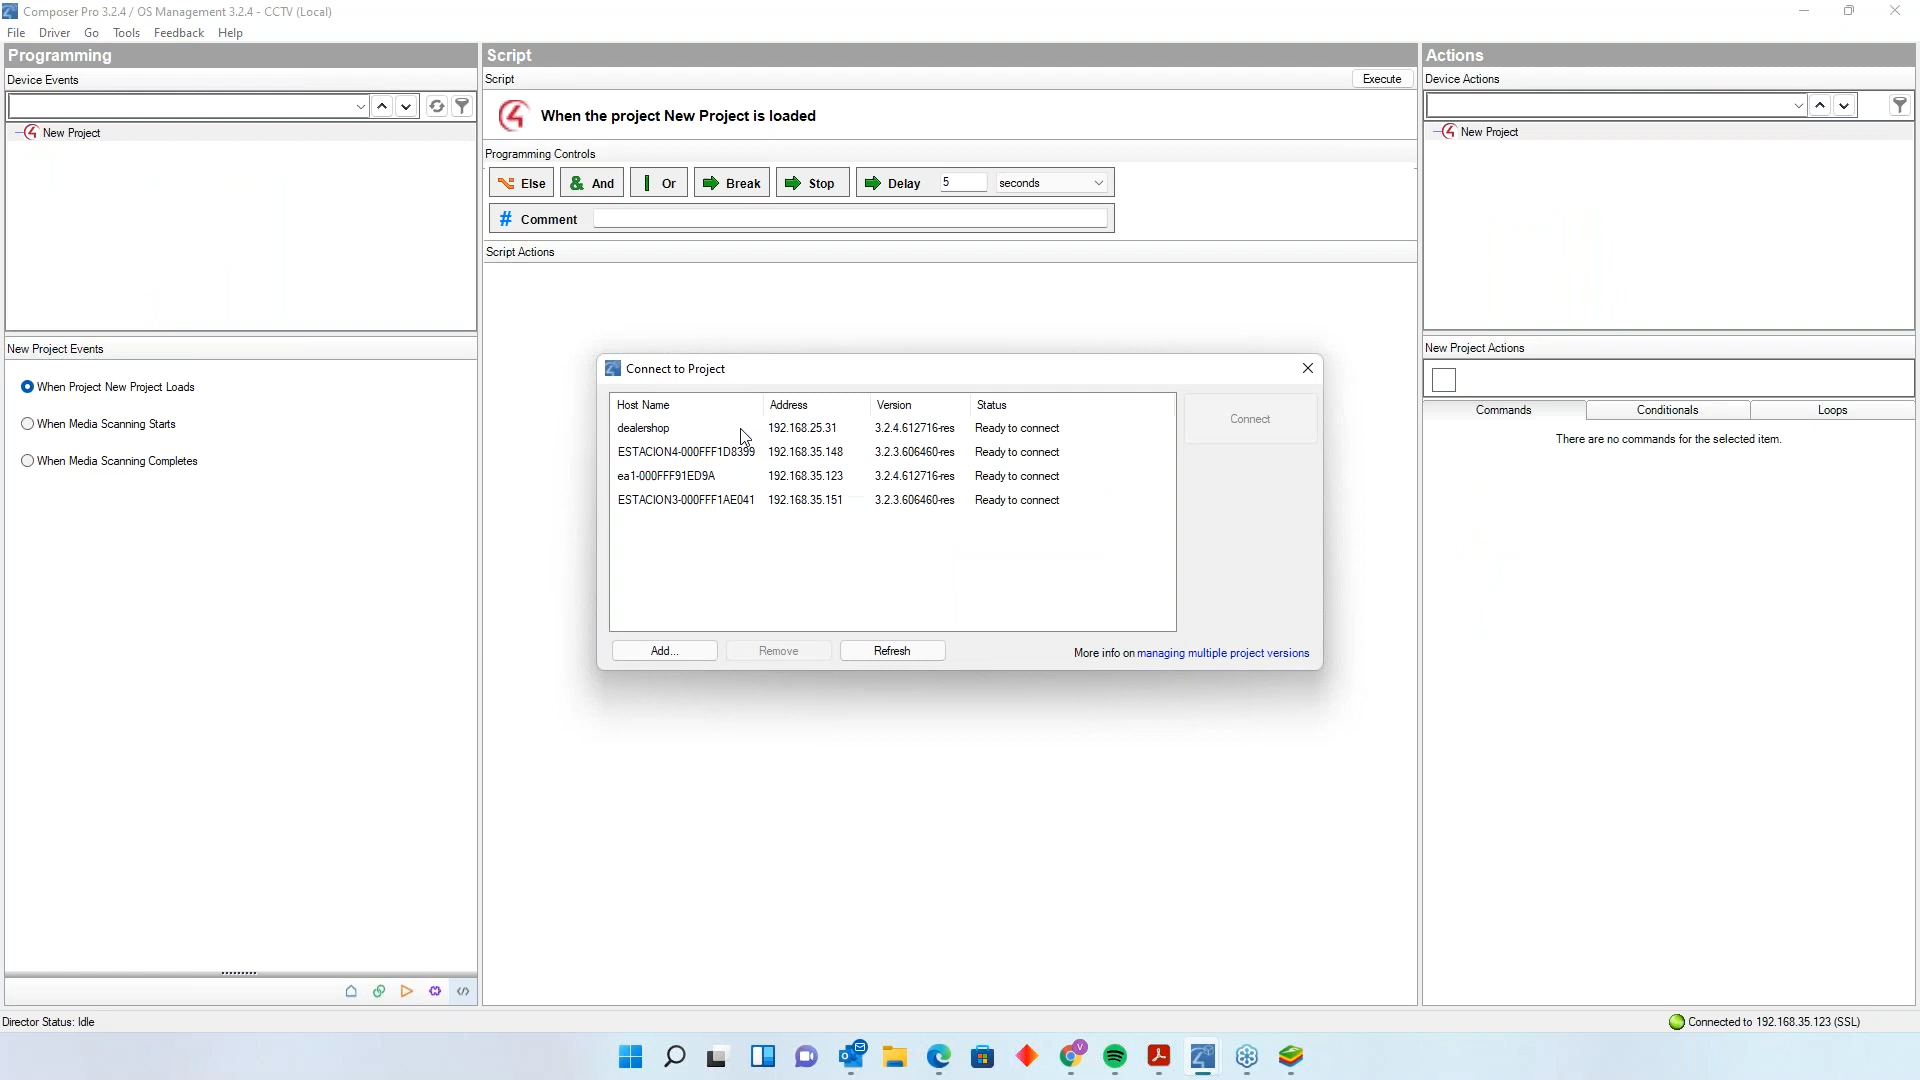 Composer Pro 3.2.4 / OS Management 3.2.4 - CCTV (Local)
File Driver Go Tools Feedback Help
Programming
Device Events
New Project
New Project Events
When Project New Project Loads
When Media Scanning Starts
When Media Scanning Completes
Script
Script
Execute
When the project New Project is loaded
Programming Controls
Else And Or Break Stop Delay 5 seconds
# Comment
Script Actions
Connect to Project
Host Name Address Version Status
dealershop 192.168.25.31 3.2.4.612716-res Ready to connect
ESTACION4-000FFF1D8399 192.168.35.148 3.2.3.606460-res Ready to connect
ea1-000FFF91ED9A 192.168.35.123 3.2.4.612716-res Ready to connect
ESTACION3-000FFF1AE041 192.168.35.151 3.2.3.606460-res Ready to connect
Connect
Add... Remove Refresh
More info on managing multiple project versions
Actions
Device Actions
New Project
New Project Actions
Commands Conditionals Loops
There are no commands for the selected item.
Director Status: Idle
Connected to 192.168.35.123 (SSL)
V